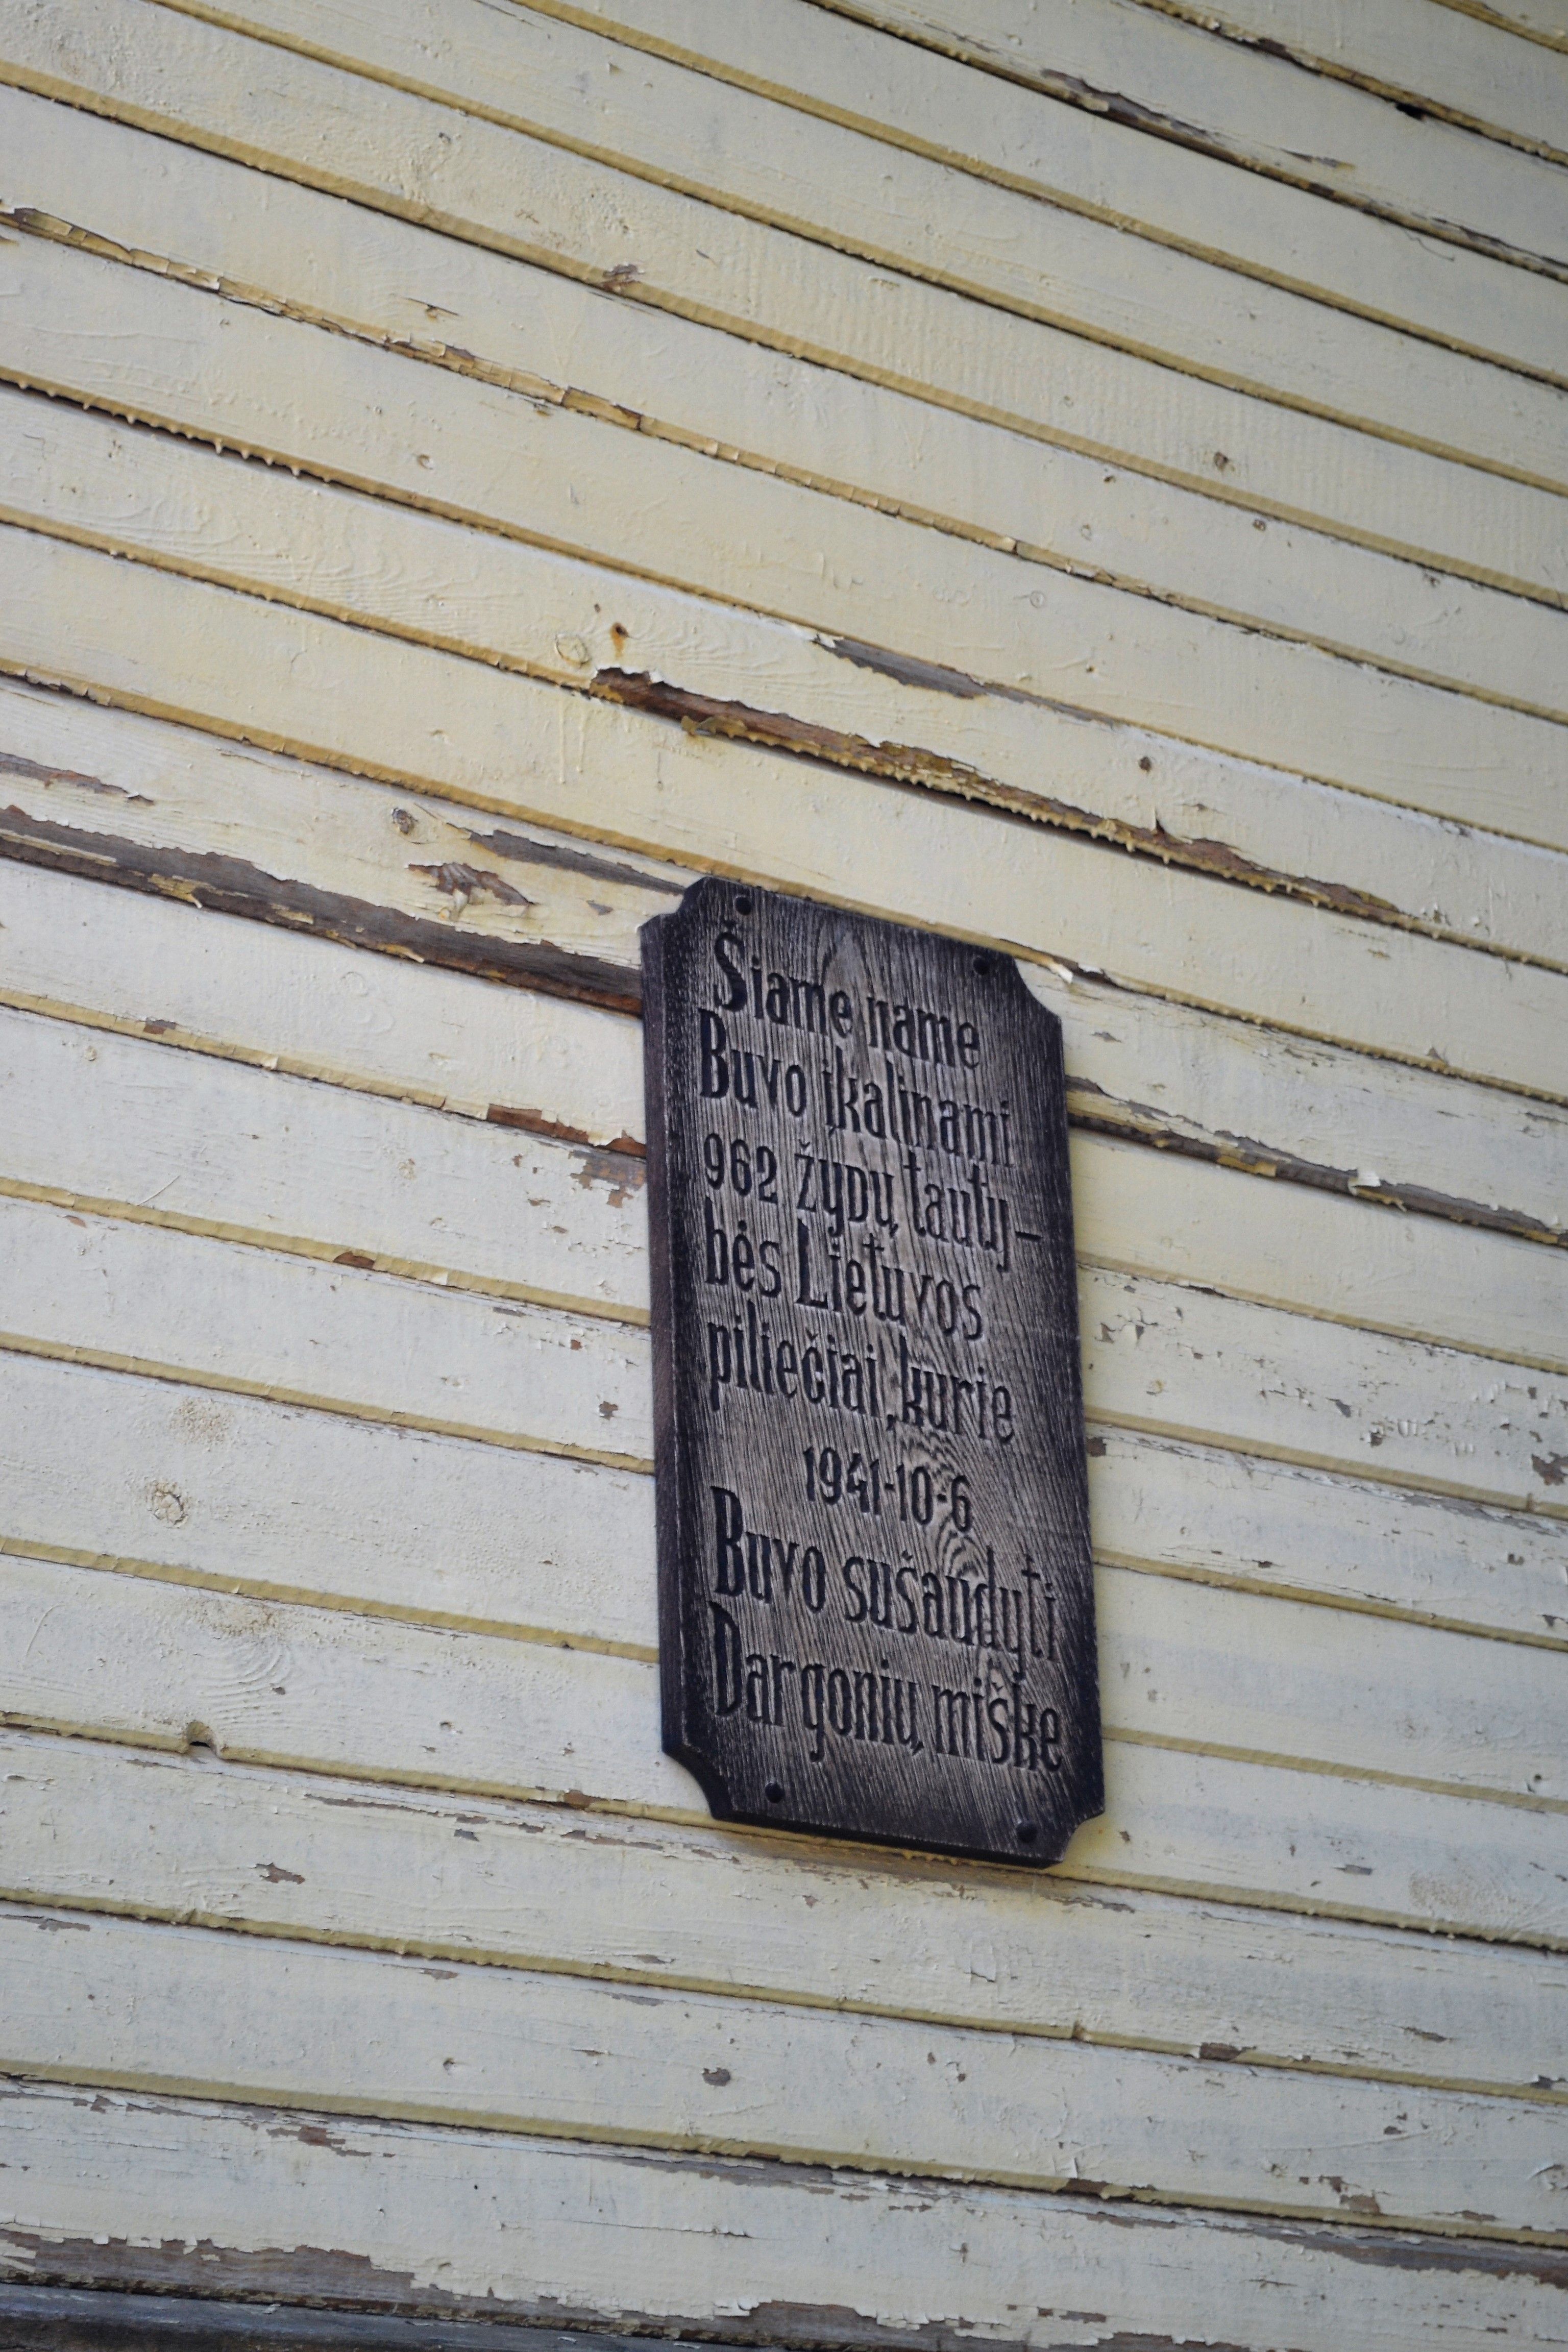 Šiame name
Buvo įkalinami
962 žydų tauty-
bės Lietuvos
piliečiai, kurie
1941-10-6
Buvo sušaudyti
Dargonių miške